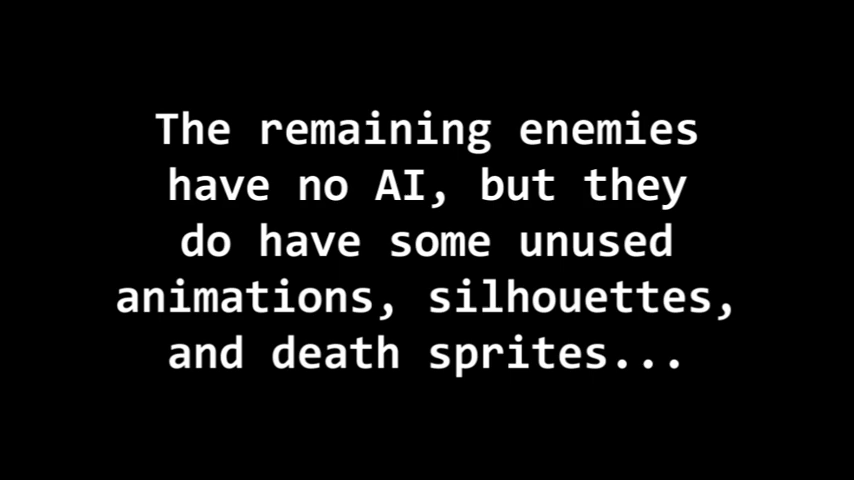 The remaining enemies
have no AI, but they
do have some unused
animations, silhouettes,
and death sprites...